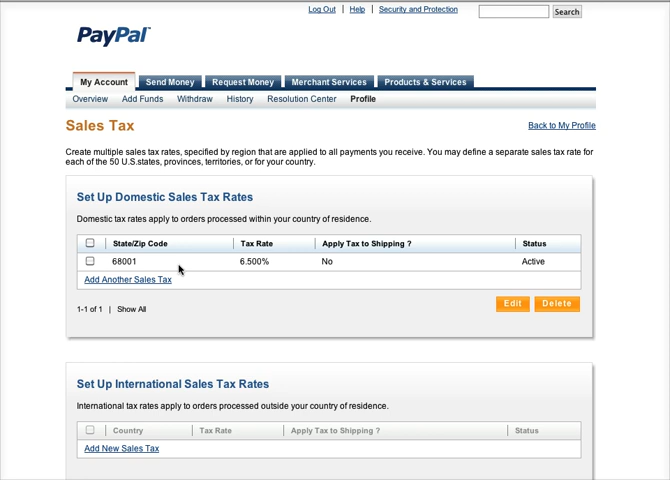 Log Out | Help | Security and Protection Search
PayPal
My Account Send Money Request Money Merchant Services Products & Services
Overview Add Funds Withdraw History Resolution Center Profile
Sales Tax Back to My Profile
Create multiple sales tax rates, specified by region that are applied to all payments you receive. You may define a separate sales tax rate for
each of the 50 U.S.states, provinces, territories, or for your country.
Set Up Domestic Sales Tax Rates
Domestic tax rates apply to orders processed within your country of residence.
State/Zip Code Tax Rate Apply Tax to Shipping ? Status
68001 6.500% No Active
Add Another Sales Tax
1-1 of 1 | Show All Edit Delete
Set Up International Sales Tax Rates
International tax rates apply to orders processed outside your country of residence.
Country Tax Rate Apply Tax to Shipping ? Status
Add New Sales Tax